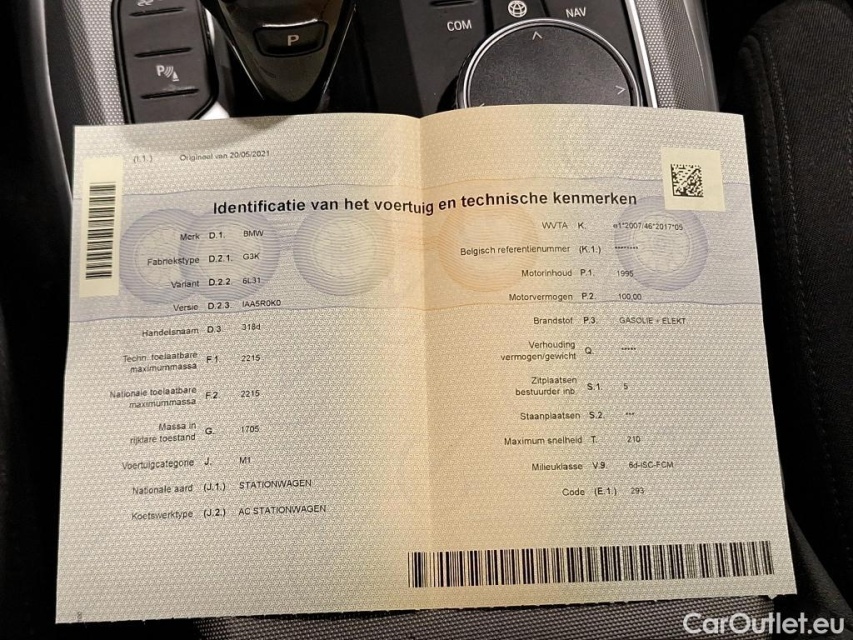 COM
NAV
P
P
(I.1.) Origineel van 20/05/2021
Identificatie van het voertuig en technische kenmerken
Merk D.1. BMW
Fabriekstype D.2.1. G3K
Variant D.2.2 6L31
Versie D.2.3. IAA5R0K0
Handelsnaam D.3. 318d
Techn. toelaatbare
maximummassa F.1. 2215
Nationale toelaatbare
maximummassa F.2. 2215
Massa in
rijklare toestand G. 1705
Voertuigcategorie J. M1
Nationale aard (J.1.) STATIONWAGEN
Koetswerktype (J.2.) AC STATIONWAGEN
WVTA K. e1*2007/46*2017*05
Belgisch referentienummer (K.1.) ********
Motorinhoud P.1. 1995
Motorvermogen P.2. 100,00
Brandstof P.3. GASOLIE + ELEKT
Verhouding
vermogen/gewicht Q. *****
Zitplaatsen
bestuurder inb. S.1. 5
Staanplaatsen S.2. ***
Maximum snelheid T. 210
Milieuklasse V.9. 6d-ISC-FCM
Code (E.1.) 293
CarOutlet.eu